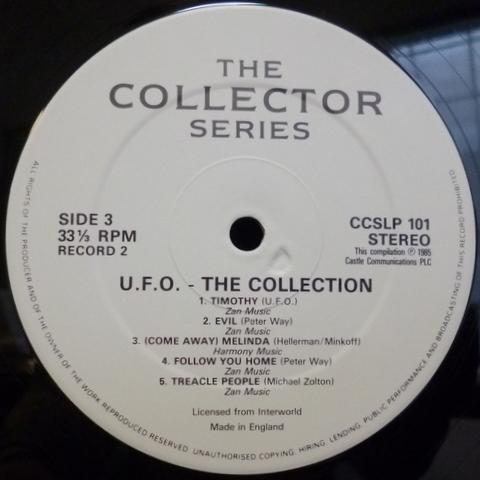 THE
COLLECTOR
SERIES
SIDE 3
33⅓ RPM
RECORD 2
CCSLP 101
STEREO
This compilation ℗ 1985
Castle Communications PLC
U.F.O. - THE COLLECTION
1. TIMOTHY (U.F.O.)
Zan Music
2. EVIL (Peter Way)
Zan Music
3. (COME AWAY) MELINDA (Hellerman/Minkoff)
Harmony Music
4. FOLLOW YOU HOME (Peter Way)
Zan Music
5. TREACLE PEOPLE (Michael Zolton)
Zan Music
Licensed from Interworld
Made in England
ALL RIGHTS OF THE PRODUCER AND OF THE OWNER OF THE WORK REPRODUCED RESERVED. UNAUTHORISED COPYING, HIRING, LENDING, PUBLIC PERFORMANCE AND BROADCASTING OF THIS RECORD PROHIBITED.